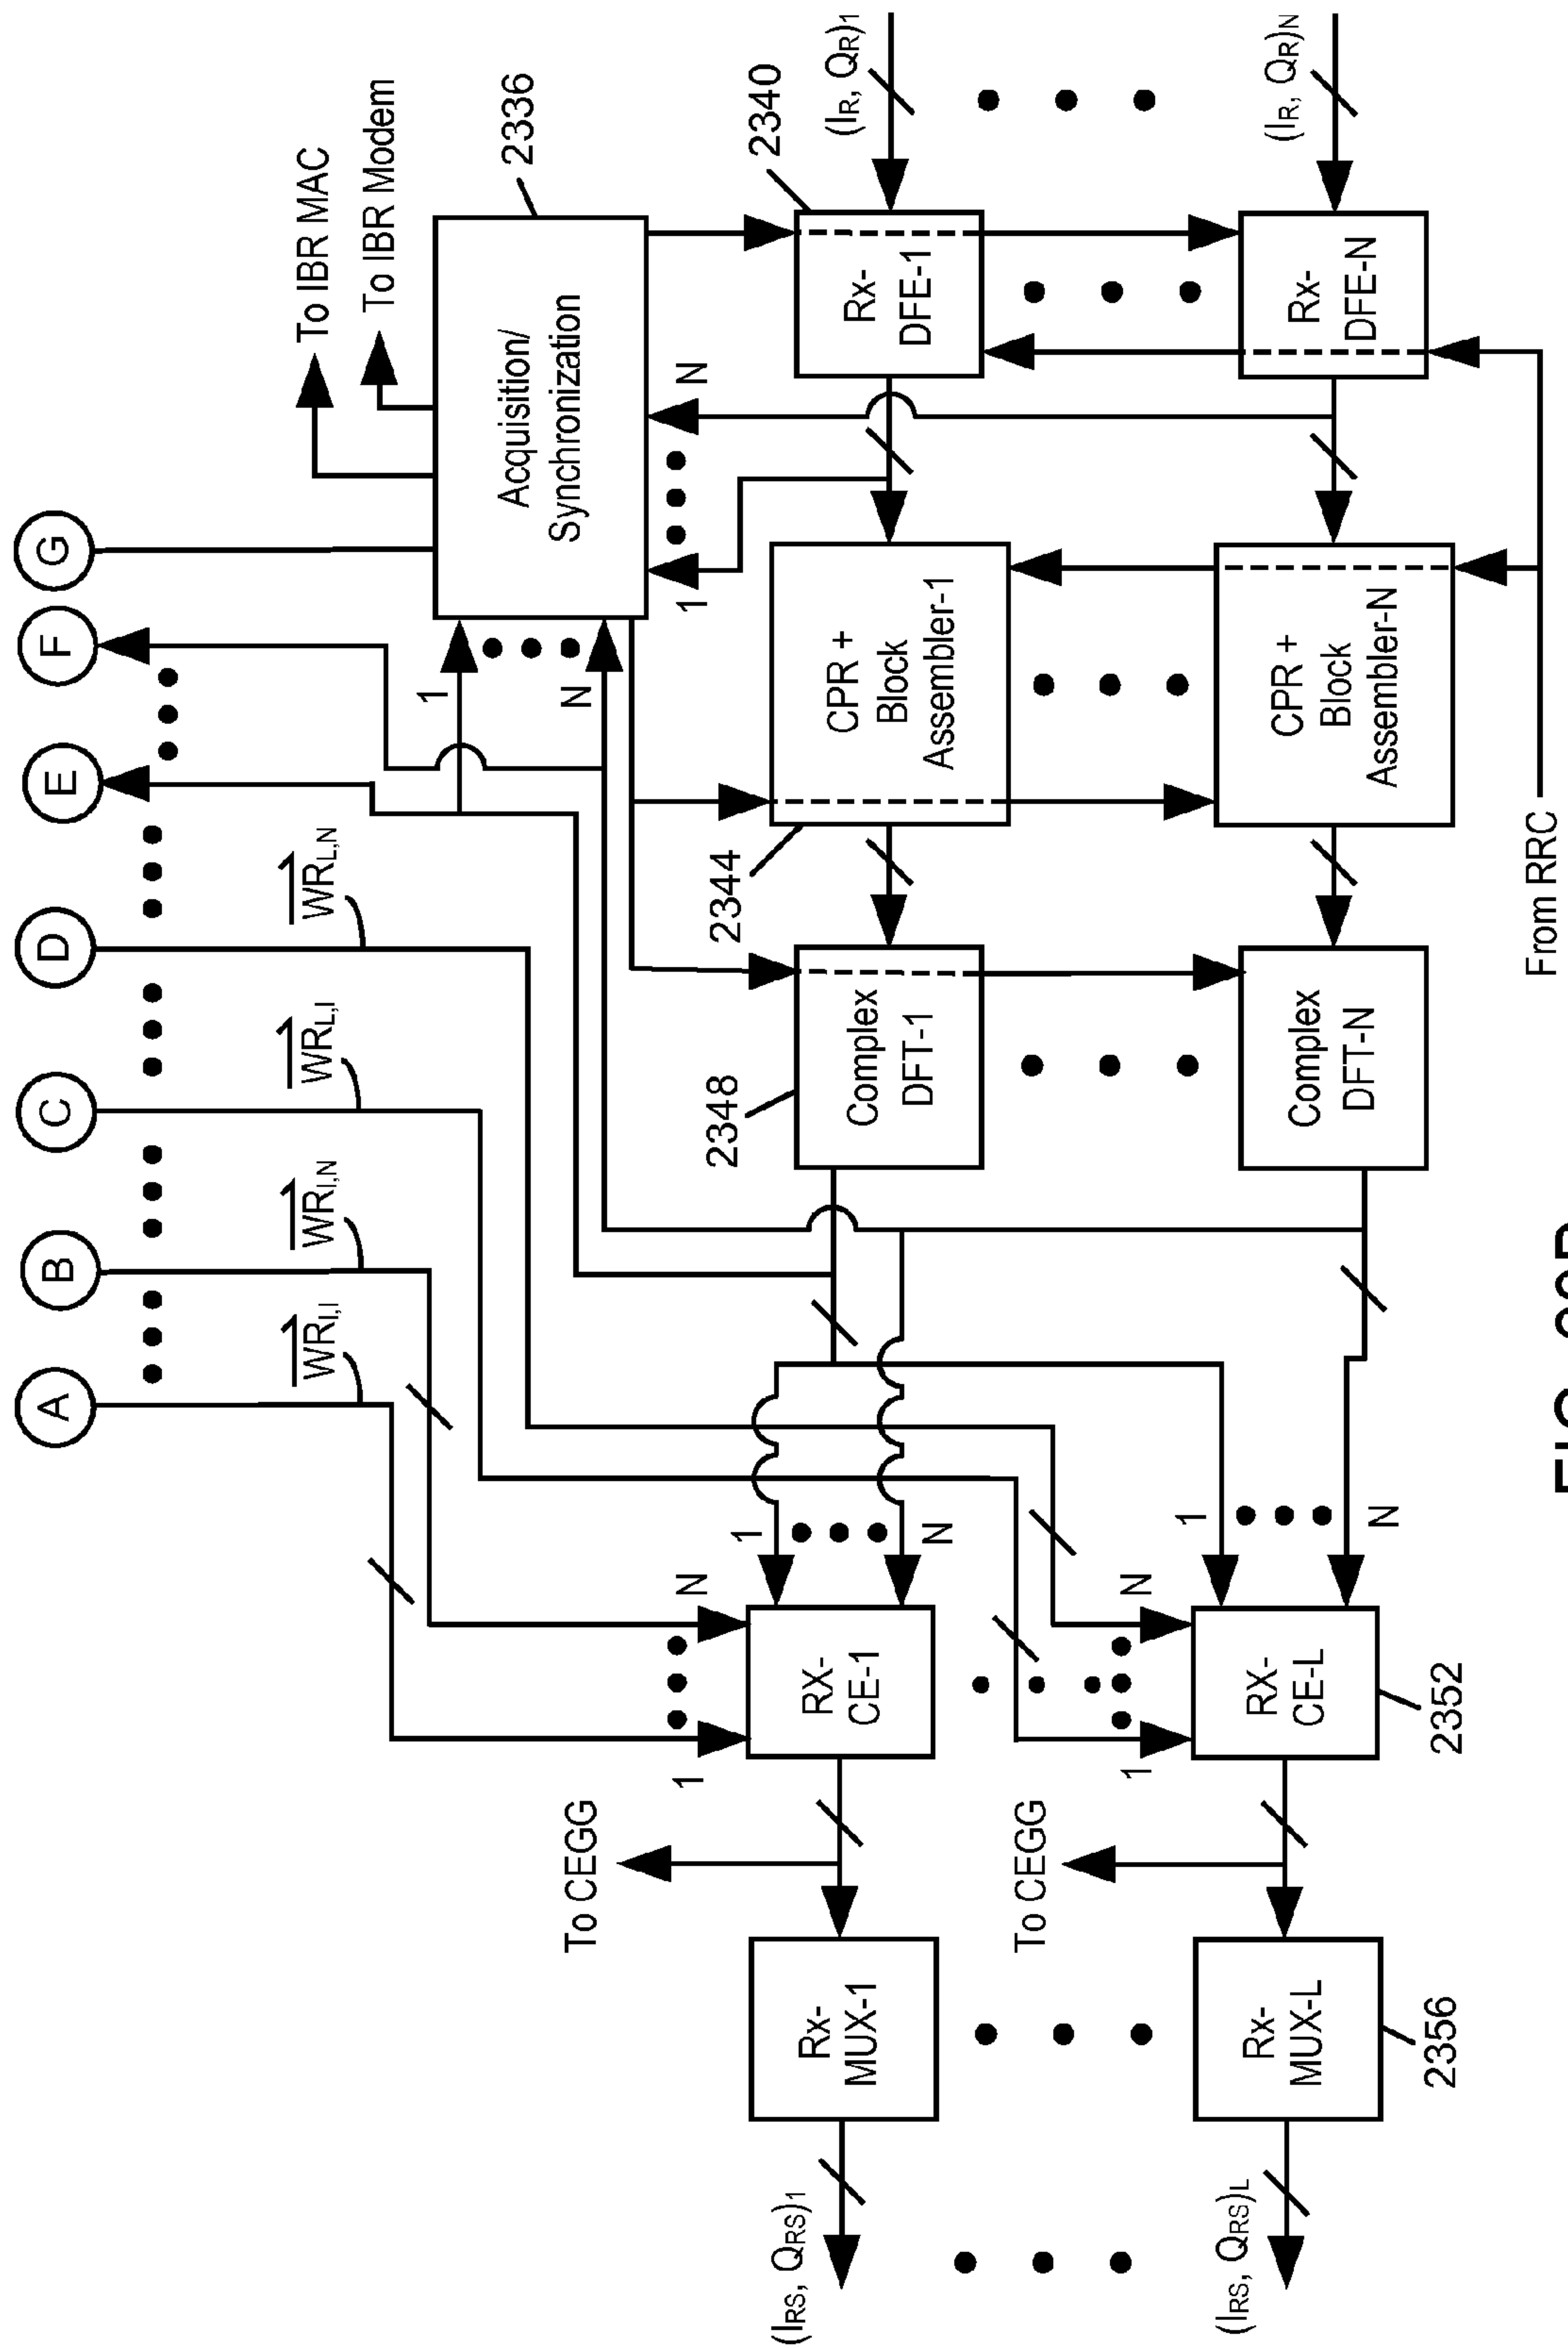 A
B
C
D
E
F
G
WR_I,I
WR_I,N
WR_L,I
WR_L,N
To IBR MAC
To IBR Modem
2336
Acquisition/
Synchronization
1
N
1
N
2340
(I_R, Q_R)_1
Rx-
DFE-1
(I_R, Q_R)_N
Rx-
DFE-N
2344
CPR +
Block
Assembler-1
CPR +
Block
Assembler-N
From RRC
2348
Complex
DFT-1
Complex
DFT-N
1
N
1
N
RX-
CE-1
1
N
1
N
RX-
CE-L
2352
To CEGG
To CEGG
Rx-
MUX-1
Rx-
MUX-L
2356
(I_RS, Q_RS)_1
(I_RS, Q_RS)_L